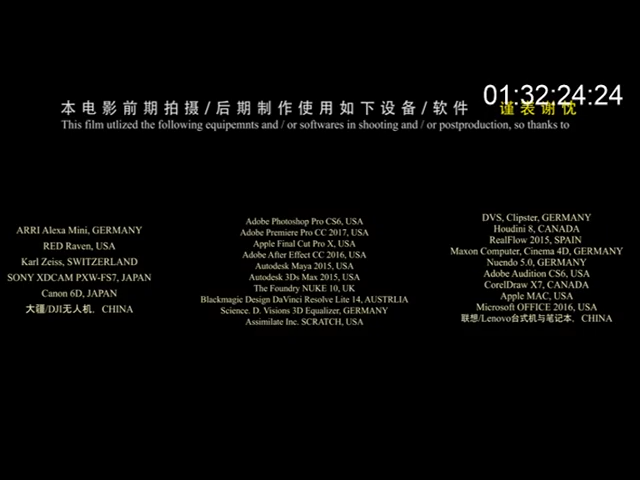 01:32:24:24
本电影前期拍摄/后期制作使用如下设备/软件 谨表谢忱
This film utlized the following equipemnts and / or softwares in shooting and / or postproduction, so thanks to
ARRI Alexa Mini, GERMANY
RED Raven, USA
Karl Zeiss, SWITZERLAND
SONY XDCAM PXW-FS7, JAPAN
Canon 6D, JAPAN
大疆/DJI无人机, CHINA
Adobe Photoshop Pro CS6, USA
Adobe Premiere Pro CC 2017, USA
Apple Final Cut Pro X, USA
Adobe After Effect CC 2016, USA
Autodesk Maya 2015, USA
Autodesk 3Ds Max 2015, USA
The Foundry NUKE 10, UK
Blackmagic Design DaVinci Resolve Lite 14, AUSTRLIA
Science. D. Visions 3D Equalizer, GERMANY
Assimilate Inc. SCRATCH, USA
DVS, Clipster, GERMANY
Houdini 8, CANADA
RealFlow 2015, SPAIN
Maxon Computer, Cinema 4D, GERMANY
Nuendo 5.0, GERMANY
Adobe Audition CS6, USA
CorelDraw X7, CANADA
Apple MAC, USA
Microsoft OFFICE 2016, USA
联想/Lenovo台式机与笔记本, CHINA